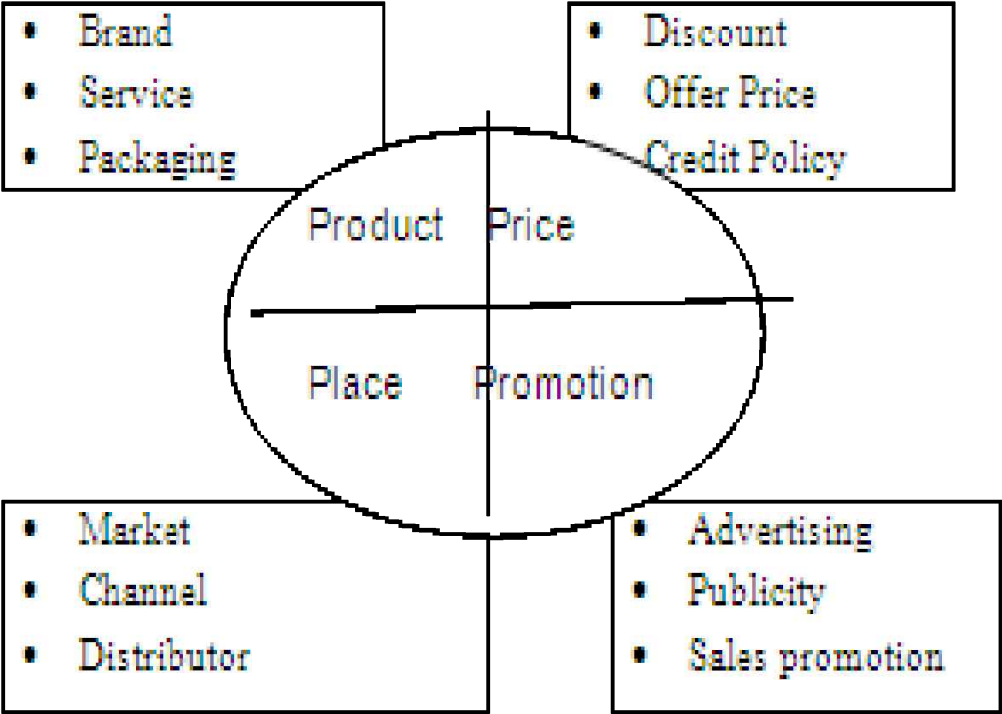 • Brand
• Service
• Packaging
• Discount
• Offer Price
Credit Policy
Product Price
Place Promotion
• Market
• Channel
• Distributor
• Advertising
• Publicity
• Sales promotion